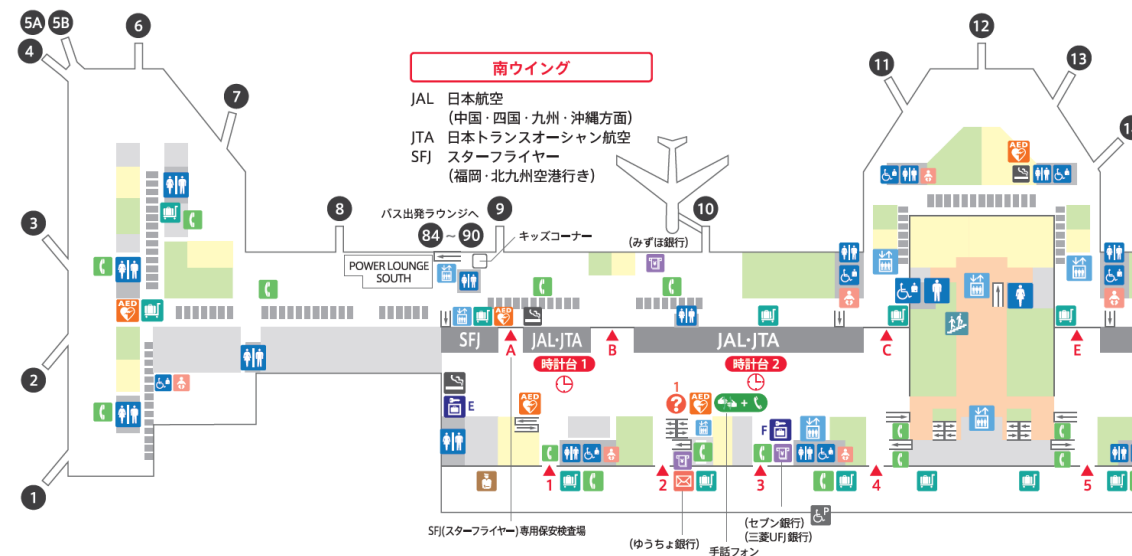 5A
5B
6
4
7
12
11
13
南ウイング
JAL 日本航空
(中国・四国・九州・沖縄方面)
JTA 日本トランスオーシャン航空
SFJ スターフライヤー
(福岡・北九州空港行き)
AED
3
8
バス出発ラウンジへ
84 ~ 90
9
キッズコーナー
(みずほ銀行)
10
POWER LOUNGE
SOUTH
AED
AED
SFJ
A
JAL・JTA
B
JAL・JTA
C
E
時計台 1
時計台 2
2
E
AED
1
?
AED
+
F
1
2
3
4
5
1
SFJ(スターフライヤー)専用保安検査場
(ゆうちょ銀行)
手話フォン
(セブン銀行)
(三菱UFJ銀行)
P